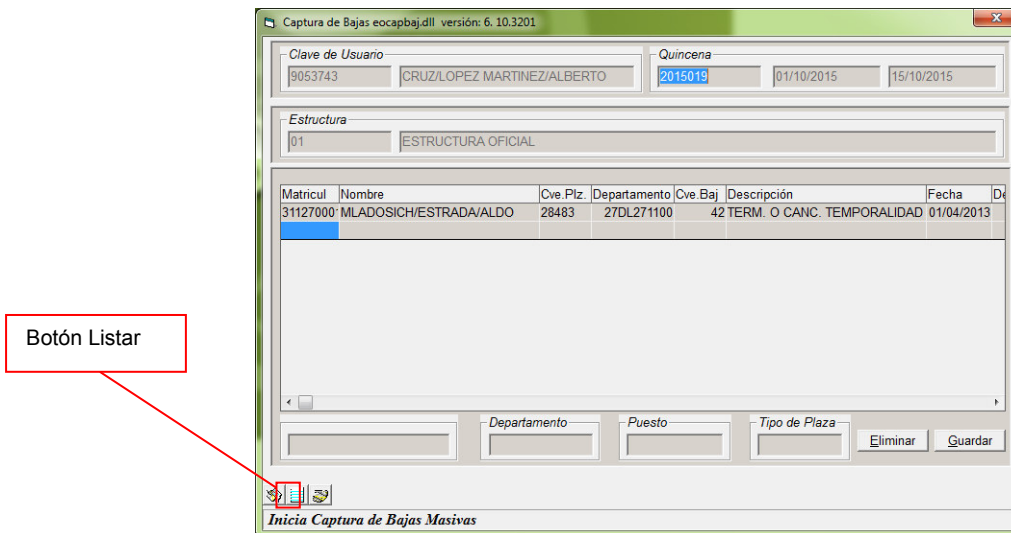 Captura de Bajas eocapbaj.dll versión: 6. 10.3201
Clave de Usuario
Quincena
9053743 CRUZ/LOPEZ MARTINEZ/ALBERTO 2015019 01/10/2015 15/10/2015
Estructura
01 ESTRUCTURA OFICIAL
Matricul Nombre Cve.Plz. Departamento Cve.Baj Descripción Fecha
31127000 MLADOSICH/ESTRADA/ALDO 28483 27DL271100 42 TERM. O CANC. TEMPORALIDAD 01/04/2013
Botón Listar
Departamento Puesto Tipo de Plaza
Eliminar Guardar
Inicia Captura de Bajas Masivas